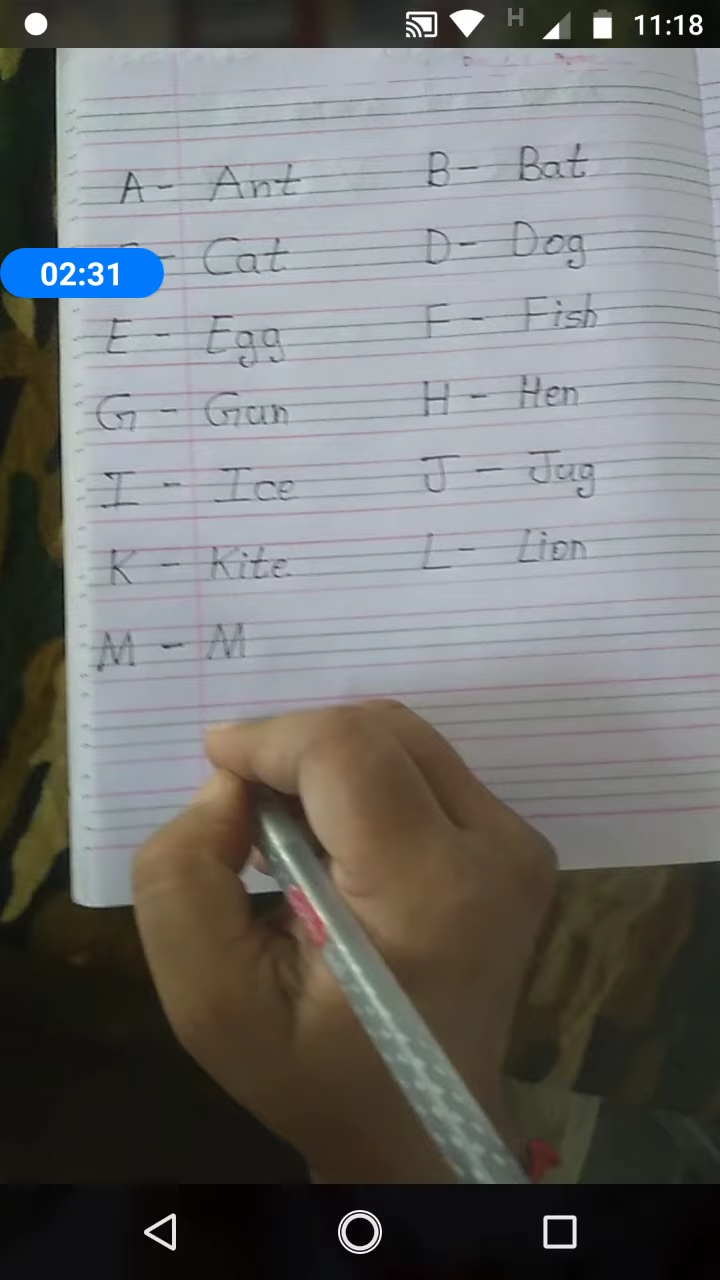 H 11:18
A - Ant B - Bat
02:31 - Cat D - Dog
E - Egg F - Fish
G - Gun H - Hen
I - Ice J - Jug
K - Kite L - Lion
M - M